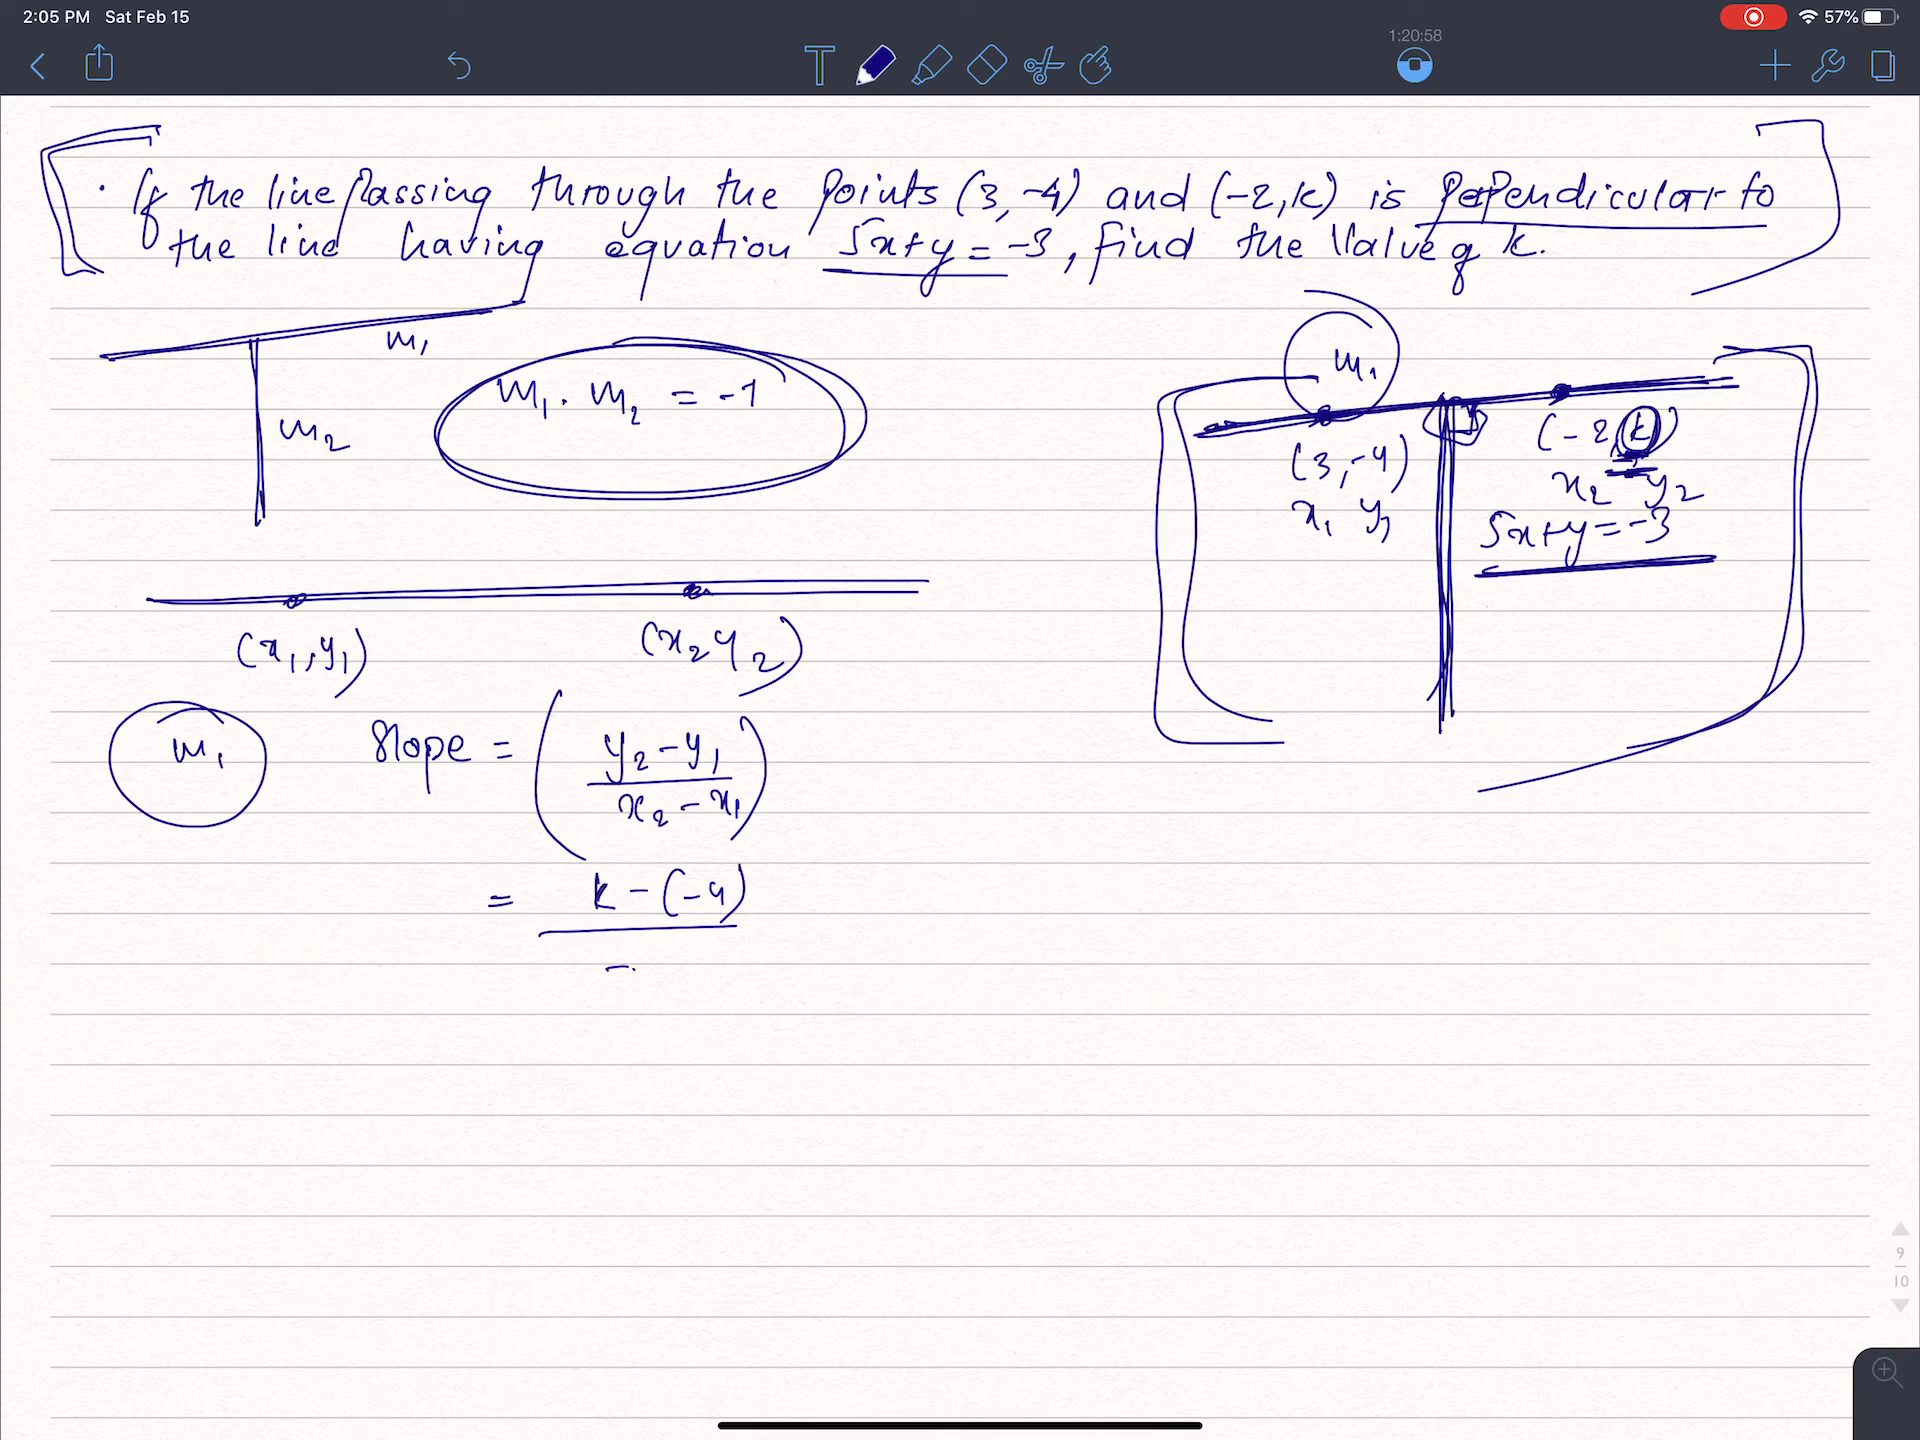 2:05 PM Sat Feb 15
57%
1:20:58
T
· If the line Passing through the Points (3, -4) and (-2, k) is Perpendicular to
the line having equation 5x+y = -3, find the Value of k.
m₁
m₂
m₁ . m₂ = -1
m₁
(3, -4)
x₁ y₁
(-2, k)
x₂ y₂
5x+y = -3
(x₁, y₁)
(x₂ y₂)
m₁
Slope = ( y₂ - y₁
x₂ - x₁ )
= k - (-4)
-
9
10